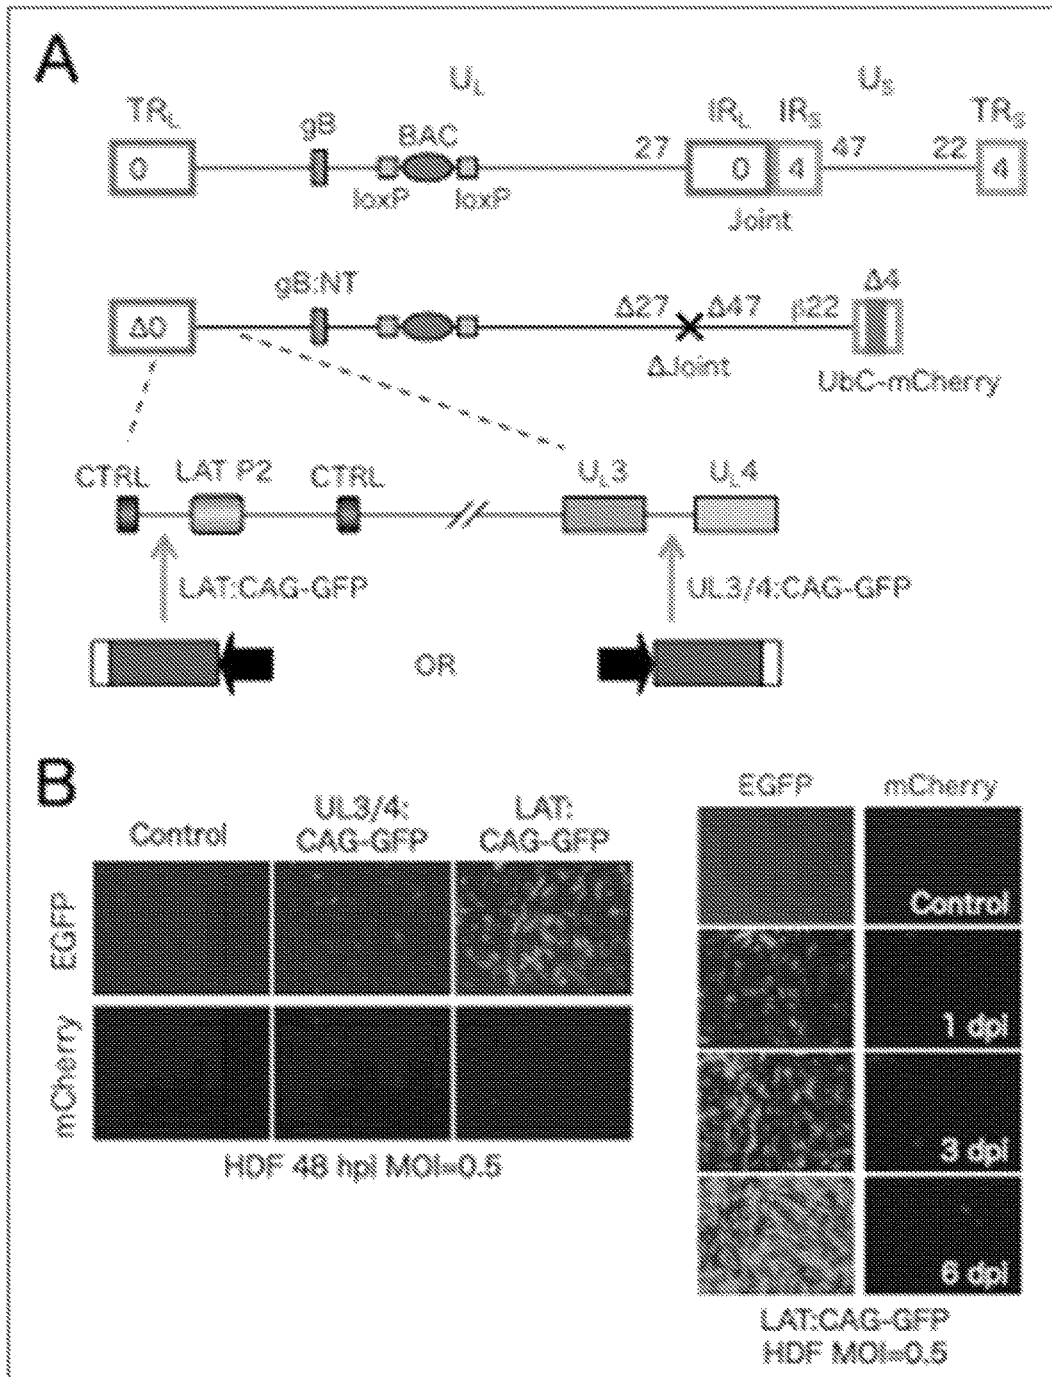 A
U_L U_S
TR_L gB BAC 27 IR_L IR_S 47 22 TR_S
0 0 4 4
loxP loxP
Joint
gB:NT Δ27 Δ47 β22 Δ4
Δ0
ΔJoint
UbC-mCherry
CTRL LAT P2 CTRL U_L3 U_L4
LAT:CAG-GFP UL3/4:CAG-GFP
OR
B
Control UL3/4: CAG-GFP LAT: CAG-GFP
EGFP
mCherry
HDF 48 hpi MOI=0.5
EGFP mCherry
Control
1 dpi
3 dpi
6 dpi
LAT:CAG-GFP
HDF MOI=0.5